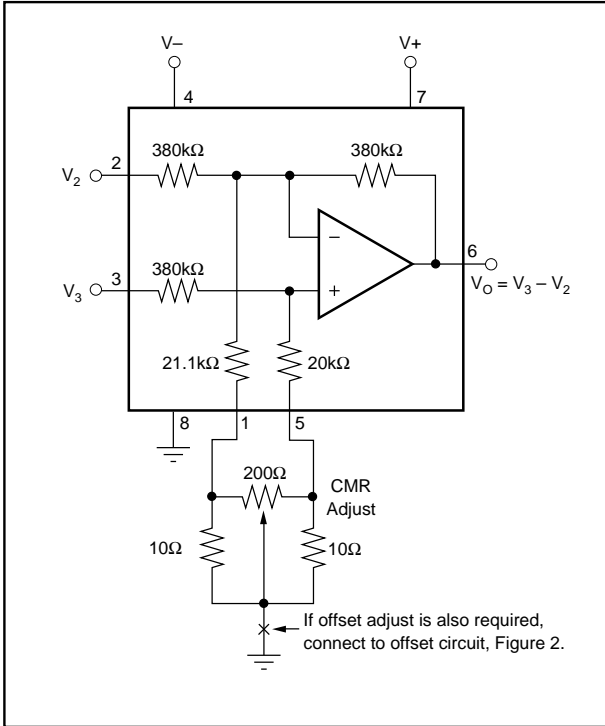 V–
V+
4
7
380kΩ
380kΩ
2
V2
6
3
380kΩ
V3
VO = V3 – V2
21.1kΩ
20kΩ
8
1
5
200Ω
CMR
Adjust
10Ω
10Ω
If offset adjust is also required,
connect to offset circuit, Figure 2.
–
+